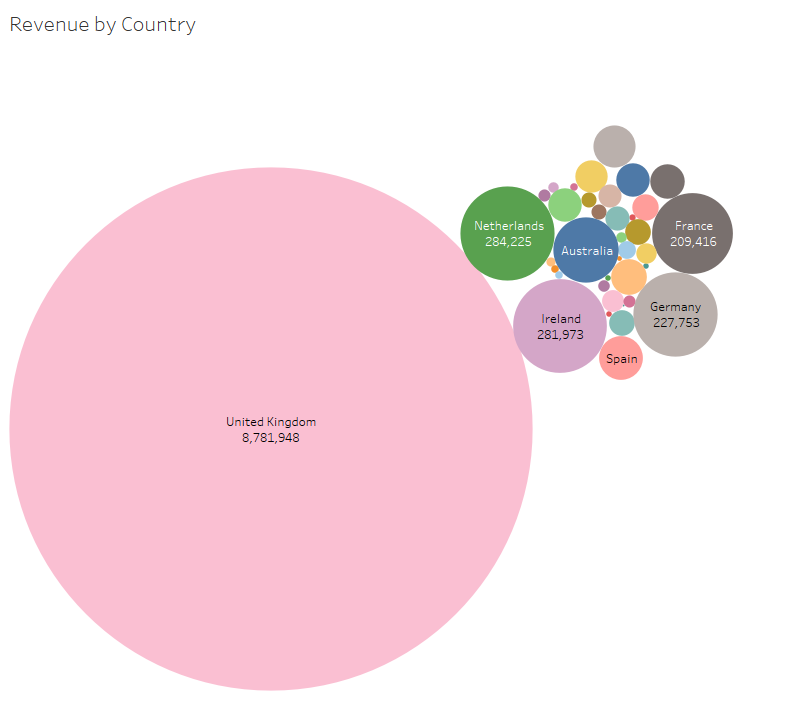 Revenue by Country
Netherlands
284,225
France
209,416
Australia
Ireland
281,973
Germany
227,753
Spain
United Kingdom
8,781,948